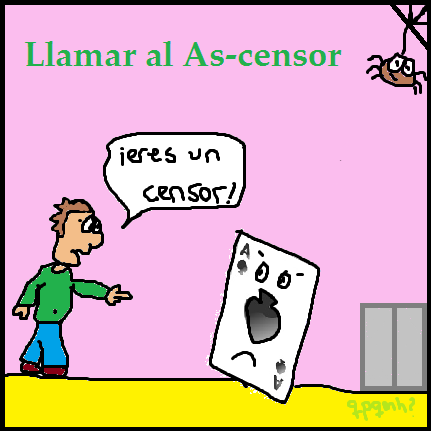 Llamar al As-censor
¡eres un
censor!
A
A